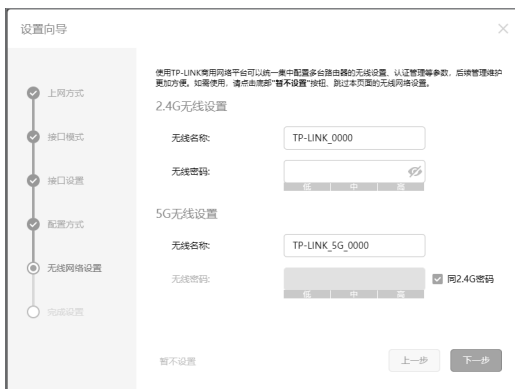 设置向导
上网方式
接口模式
接口设置
配置方式
无线网络设置
完成设置
使用TP-LINK商用网络平台可以统一集中配置多台路由器的无线设置、认证管理等参数，后续管理维护
更加方便。如需使用，请点击底部"暂不设置"按钮、跳过本页面的无线网络设置。
2.4G无线设置
无线名称:
TP-LINK_0000
无线密码:
低 中 高
5G无线设置
无线名称:
TP-LINK_5G_0000
无线密码:
同2.4G密码
低 中 高
暂不设置
上一步
下一步